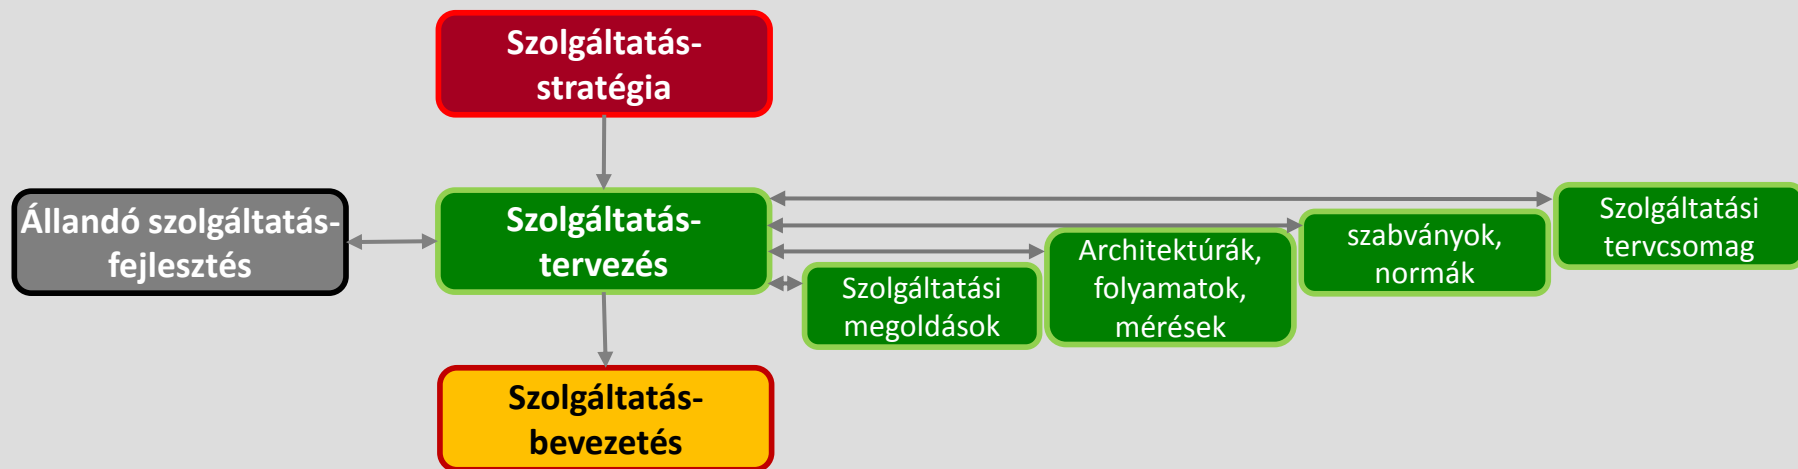 Szolgáltatás-
stratégia
Állandó szolgáltatás-
fejlesztés
Szolgáltatás-
tervezés
Szolgáltatási
megoldások
Architektúrák,
folyamatok,
mérések
szabványok,
normák
Szolgáltatási
tervcsomag
Szolgáltatás-
bevezetés